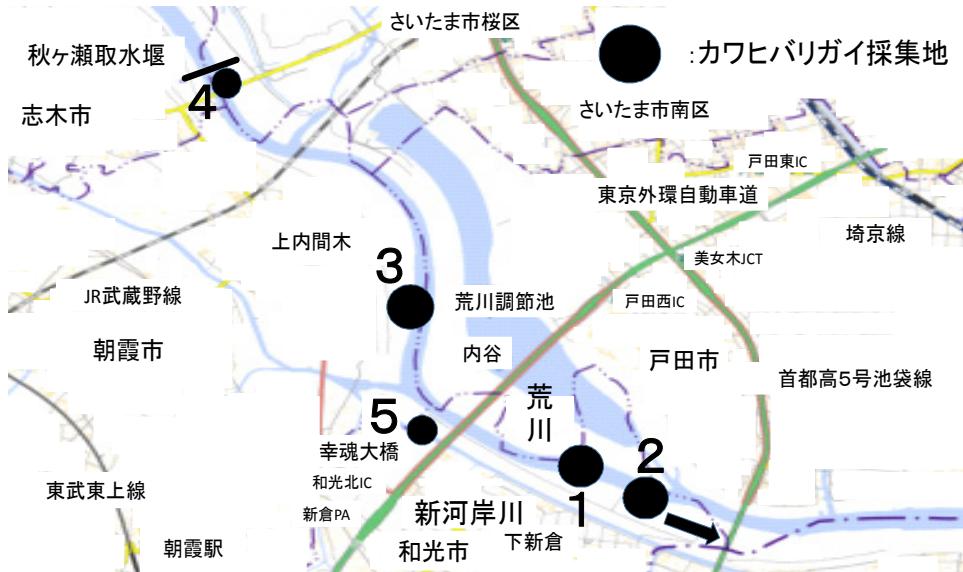 さいたま市桜区
秋ヶ瀬取水堰
:カワヒバリガイ採集地
4
志木市
さいたま市南区
戸田東IC
東京外環自動車道
埼京線
上内間木
美女木JCT
3
JR武蔵野線
荒川調節池
戸田西IC
朝霞市
内谷
戸田市
首都高5号池袋線
荒
川
5
幸魂大橋
2
和光北IC
東武東上線
新倉PA
新河岸川
1
朝霞駅
和光市
下新倉